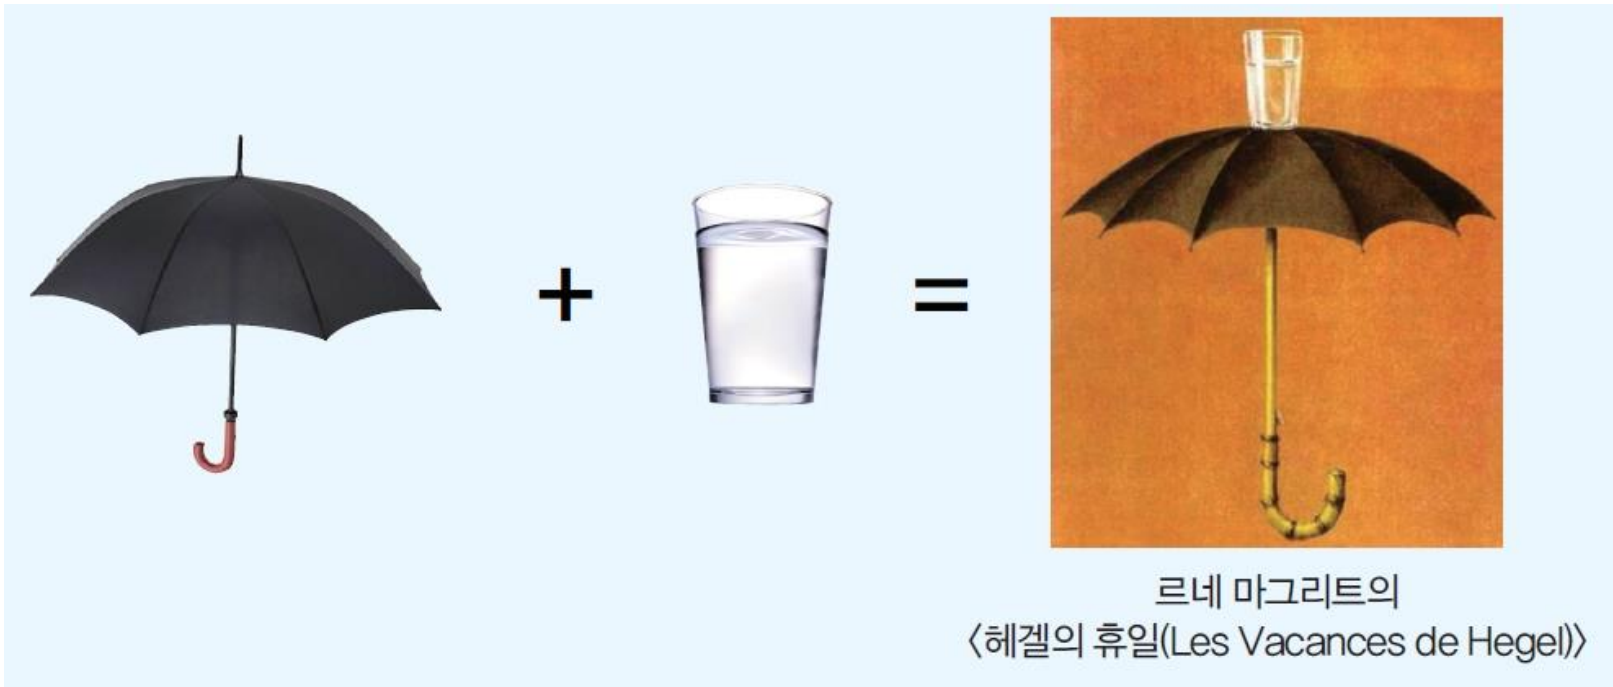 +
=
르네 마그리트의
〈헤겔의 휴일(Les Vacances de Hegel)〉